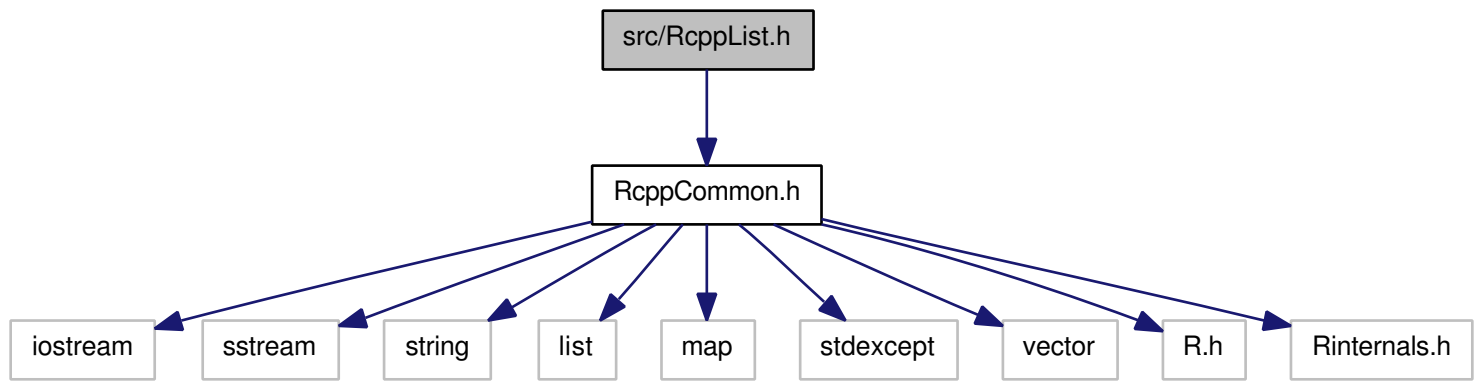 src/RcppList.h
RcppCommon.h
iostream
sstream
string
list
map
stdexcept
vector
R.h
Rinternals.h